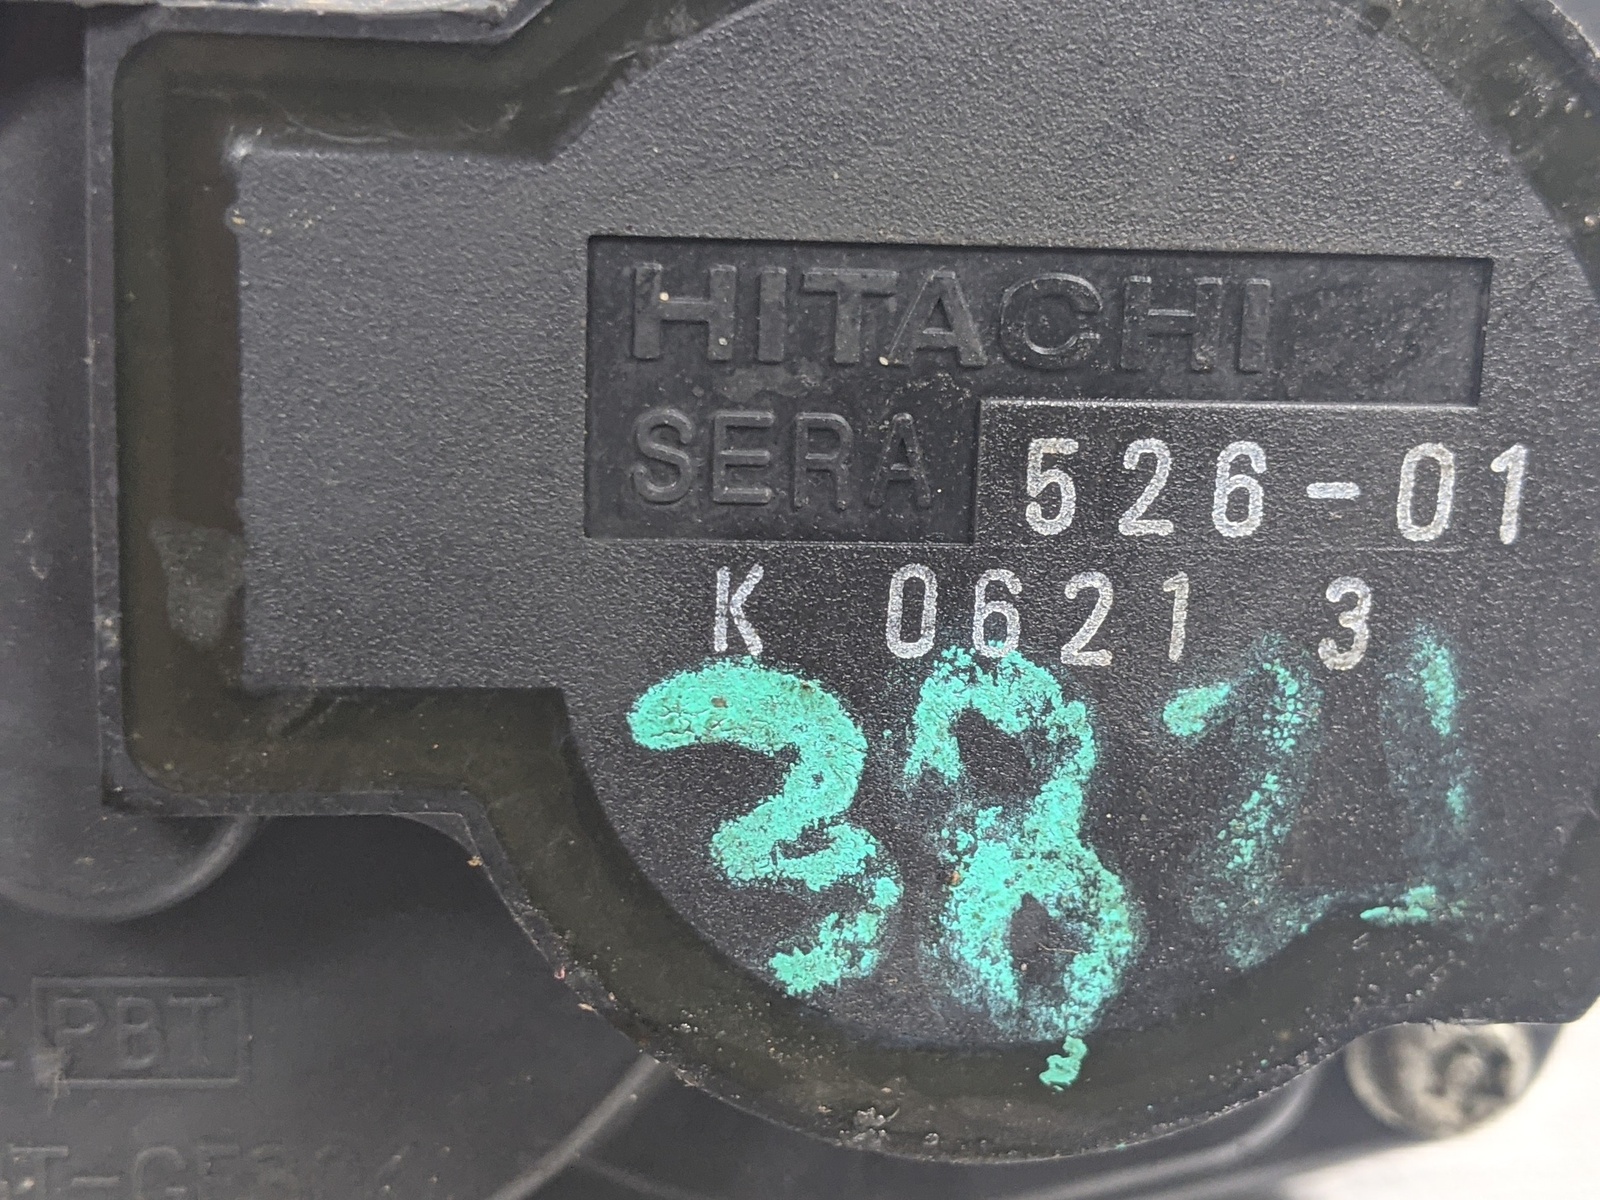 HITACHI
SERA 526-01
K 0621 3
PBT